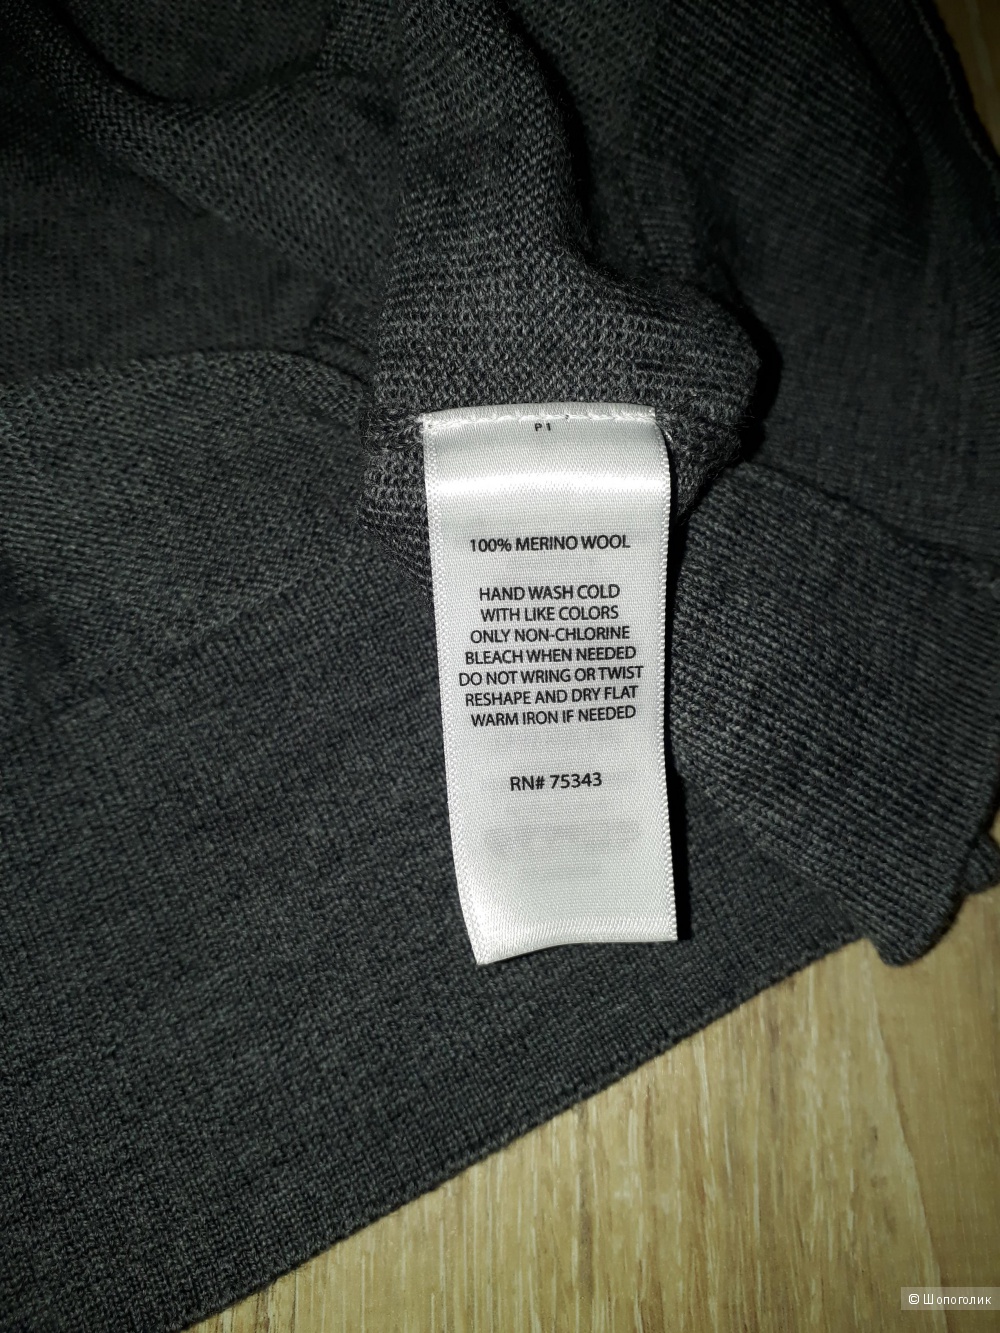 P I
100% MERINO WOOL
HAND WASH COLD
WITH LIKE COLORS
ONLY NON-CHLORINE
BLEACH WHEN NEEDED
DO NOT WRING OR TWIST
RESHAPE AND DRY FLAT
WARM IRON IF NEEDED
RN# 75343
© Шопоголик